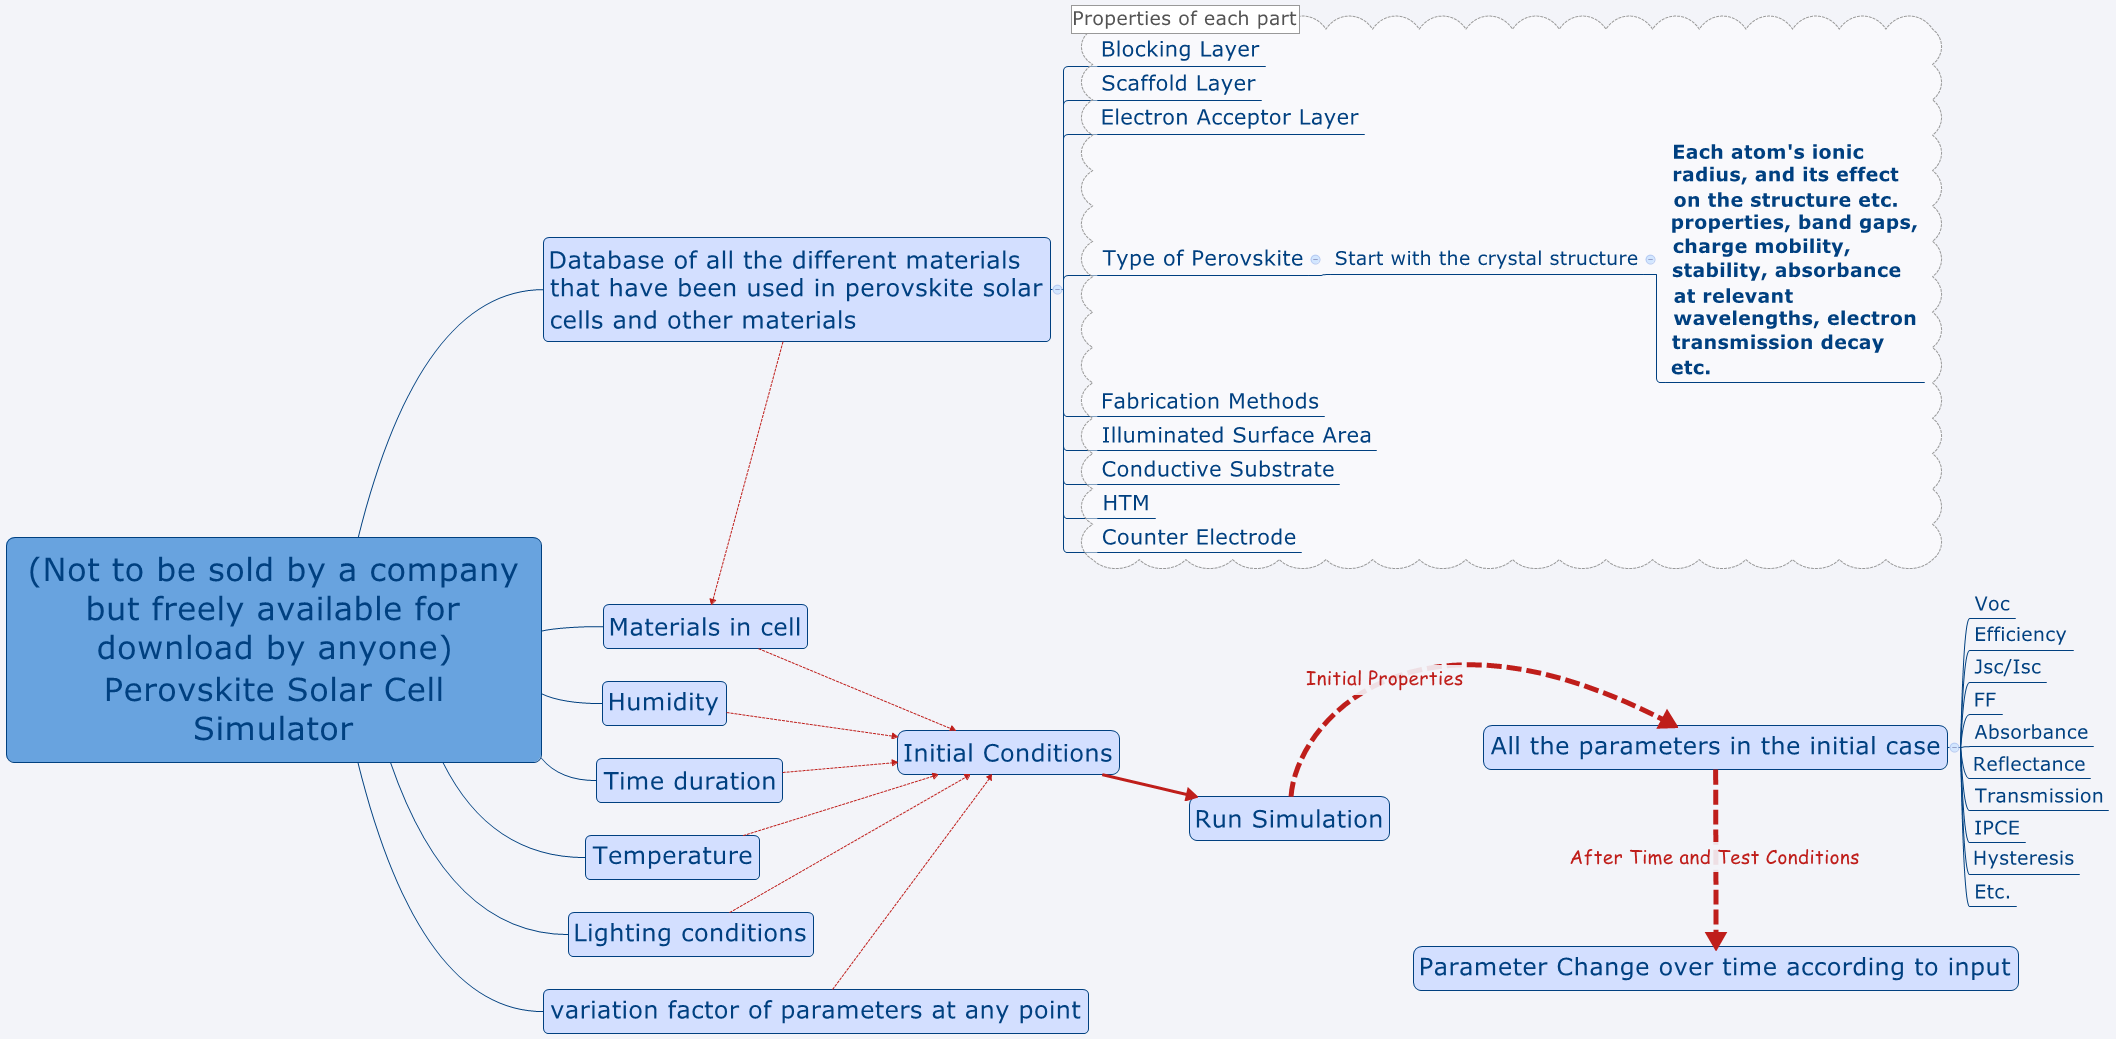 Properties of each part
Blocking Layer
Scaffold Layer
Electron Acceptor Layer
Each atom's ionic
radius, and its effect
on the structure etc.
properties, band gaps,
charge mobility,
stability, absorbance
at relevant
wavelengths, electron
transmission decay
etc.
Type of Perovskite
Start with the crystal structure
Database of all the different materials
that have been used in perovskite solar
cells and other materials
Fabrication Methods
Illuminated Surface Area
Conductive Substrate
HTM
Counter Electrode
(Not to be sold by a company
but freely available for
download by anyone)
Perovskite Solar Cell
Simulator
Materials in cell
Humidity
Time duration
Temperature
Lighting conditions
variation factor of parameters at any point
Initial Conditions
Run Simulation
Initial Properties
All the parameters in the initial case
Voc
Efficiency
Jsc/Isc
FF
Absorbance
Reflectance
Transmission
IPCE
Hysteresis
Etc.
After Time and Test Conditions
Parameter Change over time according to input